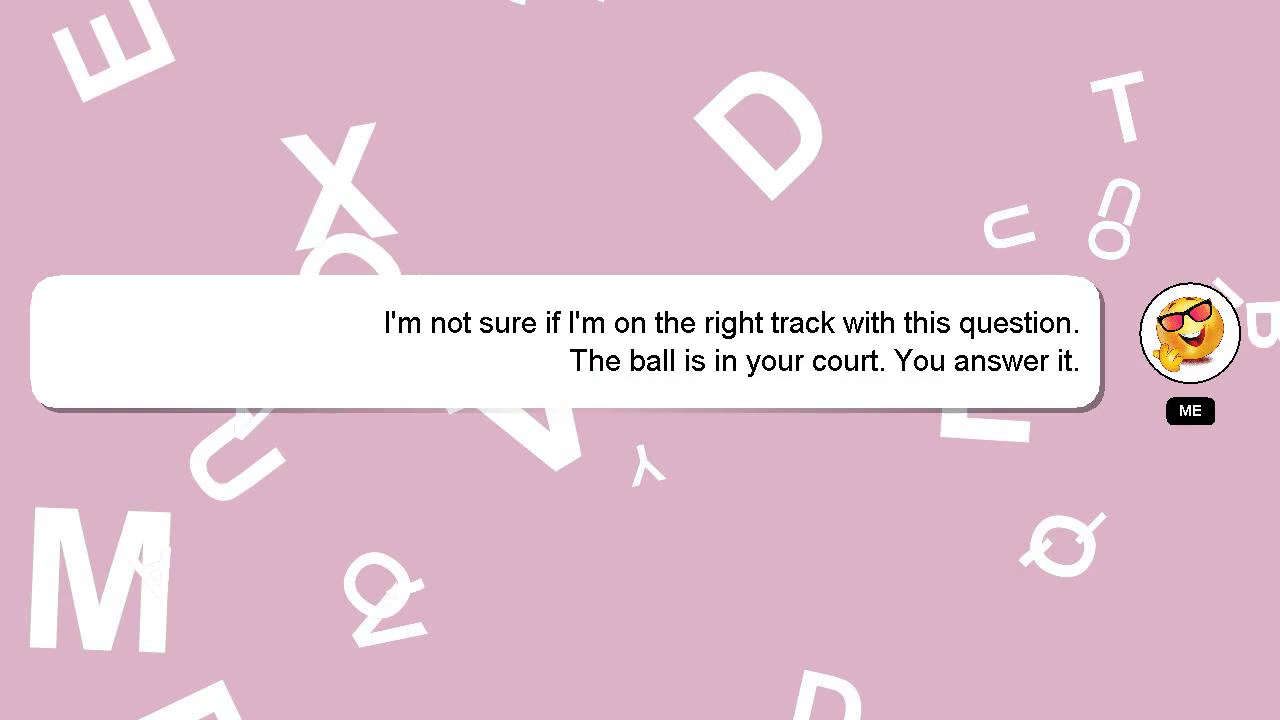 I'm not sure if I'm on the right track with this question.
The ball is in your court. You answer it.
ME